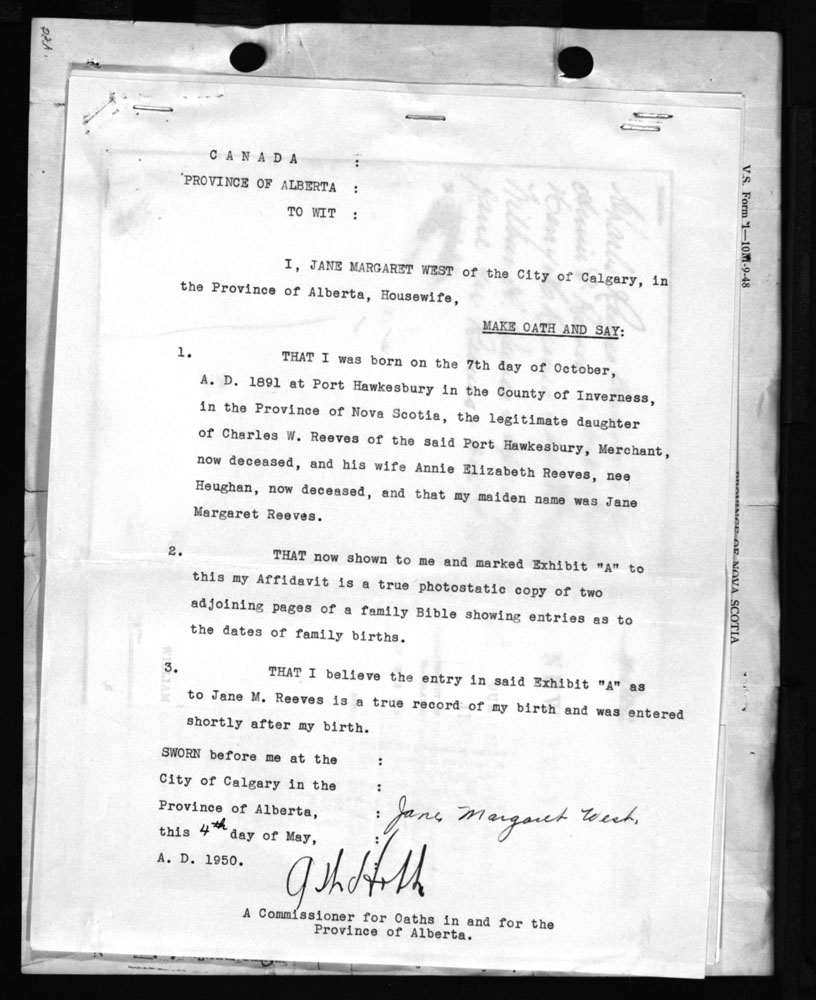 CANADA :
PROVINCE OF ALBERTA :
TO WIT :
I, JANE MARGARET WEST of the City of Calgary, in
the Province of Alberta, Housewife,
MAKE OATH AND SAY:
1. THAT I was born on the 7th day of October,
A. D. 1891 at Port Hawkesbury in the County of Inverness,
in the Province of Nova Scotia, the legitimate daughter
of Charles W. Reeves of the said Port Hawkesbury, Merchant,
now deceased, and his wife Annie Elizabeth Reeves, nee
Heughan, now deceased, and that my maiden name was Jane
Margaret Reeves.
2. THAT now shown to me and marked Exhibit "A" to
this my Affidavit is a true photostatic copy of two
adjoining pages of a family Bible showing entries as to
the dates of family births.
3. THAT I believe the entry in said Exhibit "A" as
to Jane M. Reeves is a true record of my birth and was entered
shortly after my birth.
SWORN before me at the :
City of Calgary in the :
Province of Alberta, : Jane Margaret West.
this 4th day of May, :
A. D. 1950.
A Commissioner for Oaths in and for the
Province of Alberta.
V.S. Form 1—10M-9-48
PROVINCE OF NOVA SCOTIA